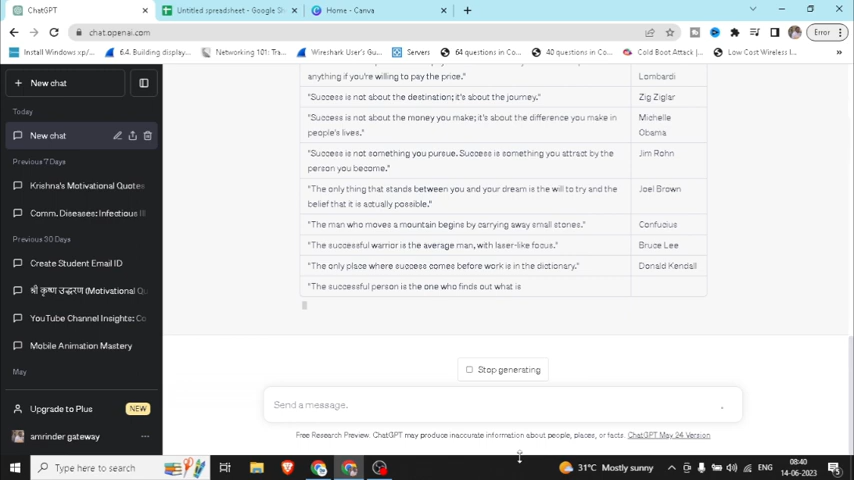 ChatGPT
Untitled spreadsheet - Google Sh
Home - Canva
chat.openai.com
Error
Install Windows xp/...
6.4. Building display...
Networking 101: Tra...
Wireshark User's Gu...
Servers
64 questions in Co...
40 questions in Co...
Cold Boot Attack |...
Low Cost Wireless I...
New chat
Today
New chat
Previous 7 Days
Krishna's Motivational Quotes
Comm. Diseases: Infectious Ill
Previous 30 Days
Create Student Email ID
श्री कृष्ण उद्धरण (Motivational Qu
YouTube Channel Insights: Co
Mobile Animation Mastery
May
Upgrade to Plus
NEW
amrinder gateway
anything if you're willing to pay the price."
Lombardi
"Success is not about the destination; it's about the journey."
Zig Ziglar
"Success is not about the money you make; it's about the difference you make in
people's lives."
Michelle
Obama
"Success is not something you pursue. Success is something you attract by the
person you become."
Jim Rohn
"The only thing that stands between you and your dream is the will to try and the
belief that it is actually possible."
Joel Brown
"The man who moves a mountain begins by carrying away small stones."
Confucius
"The successful warrior is the average man, with laser-like focus."
Bruce Lee
"The only place where success comes before work is in the dictionary."
Donald Kendall
"The successful person is the one who finds out what is
Stop generating
Send a message.
Free Research Preview. ChatGPT may produce inaccurate information about people, places, or facts. ChatGPT May 24 Version
Type here to search
31°C Mostly sunny
ENG
08:40
14-06-2023
5